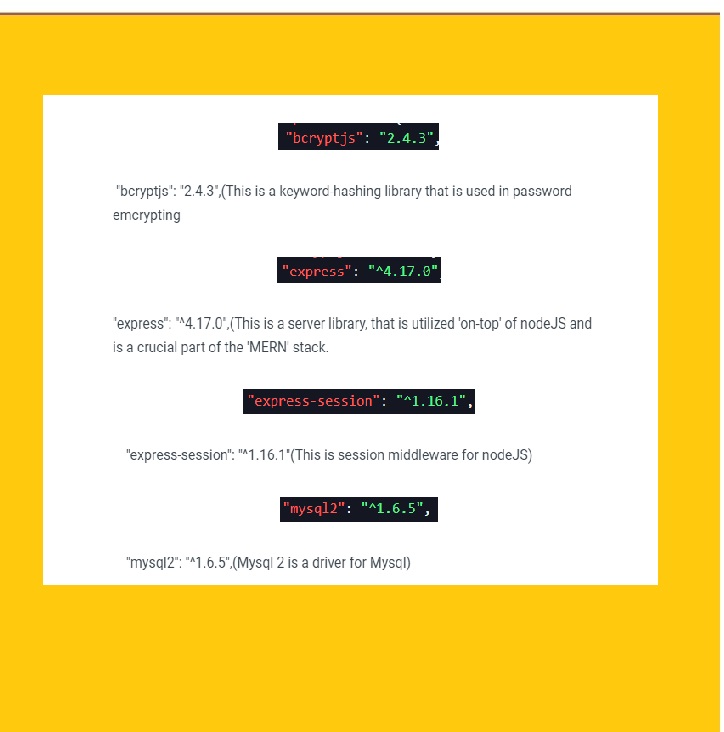 "bcryptjs": "2.4.3",
"bcryptjs": "2.4.3",(This is a keyword hashing library that is used in password
emcrypting
"express": "^4.17.0"
"express": "^4.17.0",(This is a server library, that is utilized 'on-top' of nodeJS and
is a crucial part of the 'MERN' stack.
"express-session": "^1.16.1",
"express-session": "^1.16.1"(This is session middleware for nodeJS)
"mysql2": "^1.6.5",
"mysql2": "^1.6.5",(Mysql 2 is a driver for Mysql)